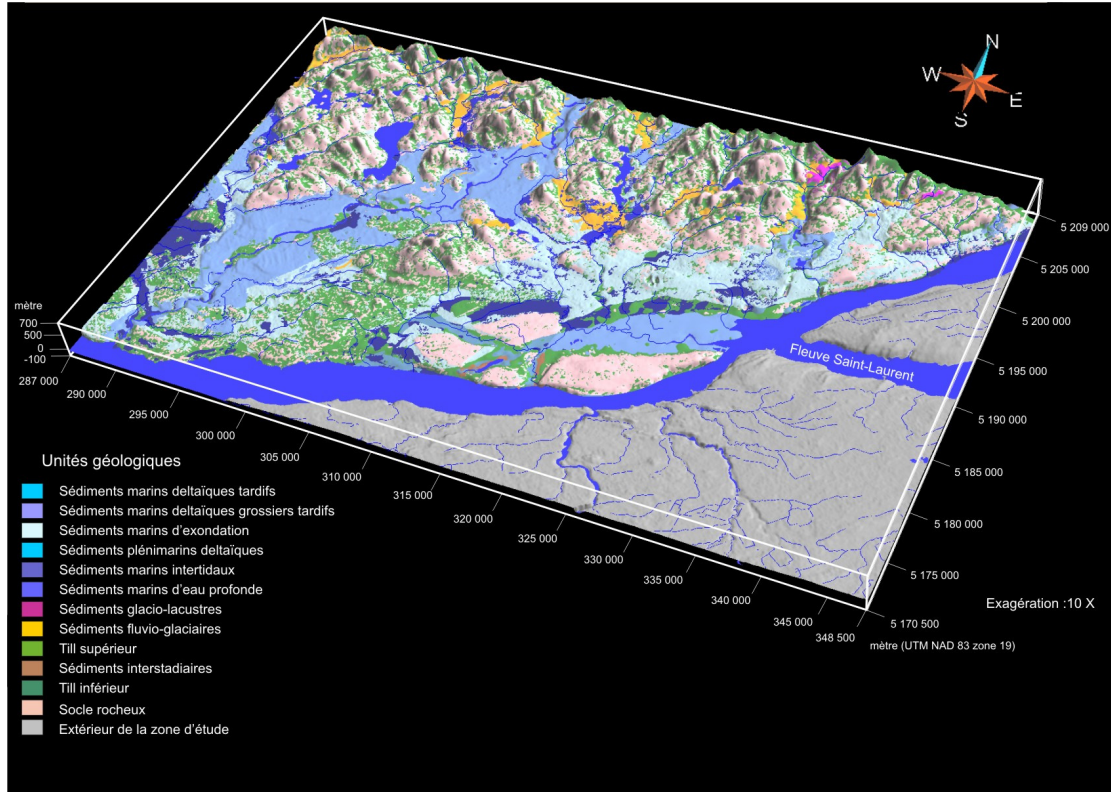 N
W
E
S
5 209 000
5 205 000
5 200 000
5 195 000
5 190 000
5 185 000
5 180 000
5 175 000
5 170 500
mètre
700
500
0
-100
287 000
290 000
295 000
300 000
305 000
310 000
315 000
320 000
325 000
330 000
335 000
340 000
345 000
348 500
mètre (UTM NAD 83 zone 19)
Fleuve Saint-Laurent
Exagération :10 X
Unités géologiques
Sédiments marins deltaïques tardifs
Sédiments marins deltaïques grossiers tardifs
Sédiments marins d'exondation
Sédiments plénimarins deltaïques
Sédiments marins intertidaux
Sédiments marins d'eau profonde
Sédiments glacio-lacustres
Sédiments fluvio-glaciaires
Till supérieur
Sédiments interstadiaires
Till inférieur
Socle rocheux
Extérieur de la zone d'étude